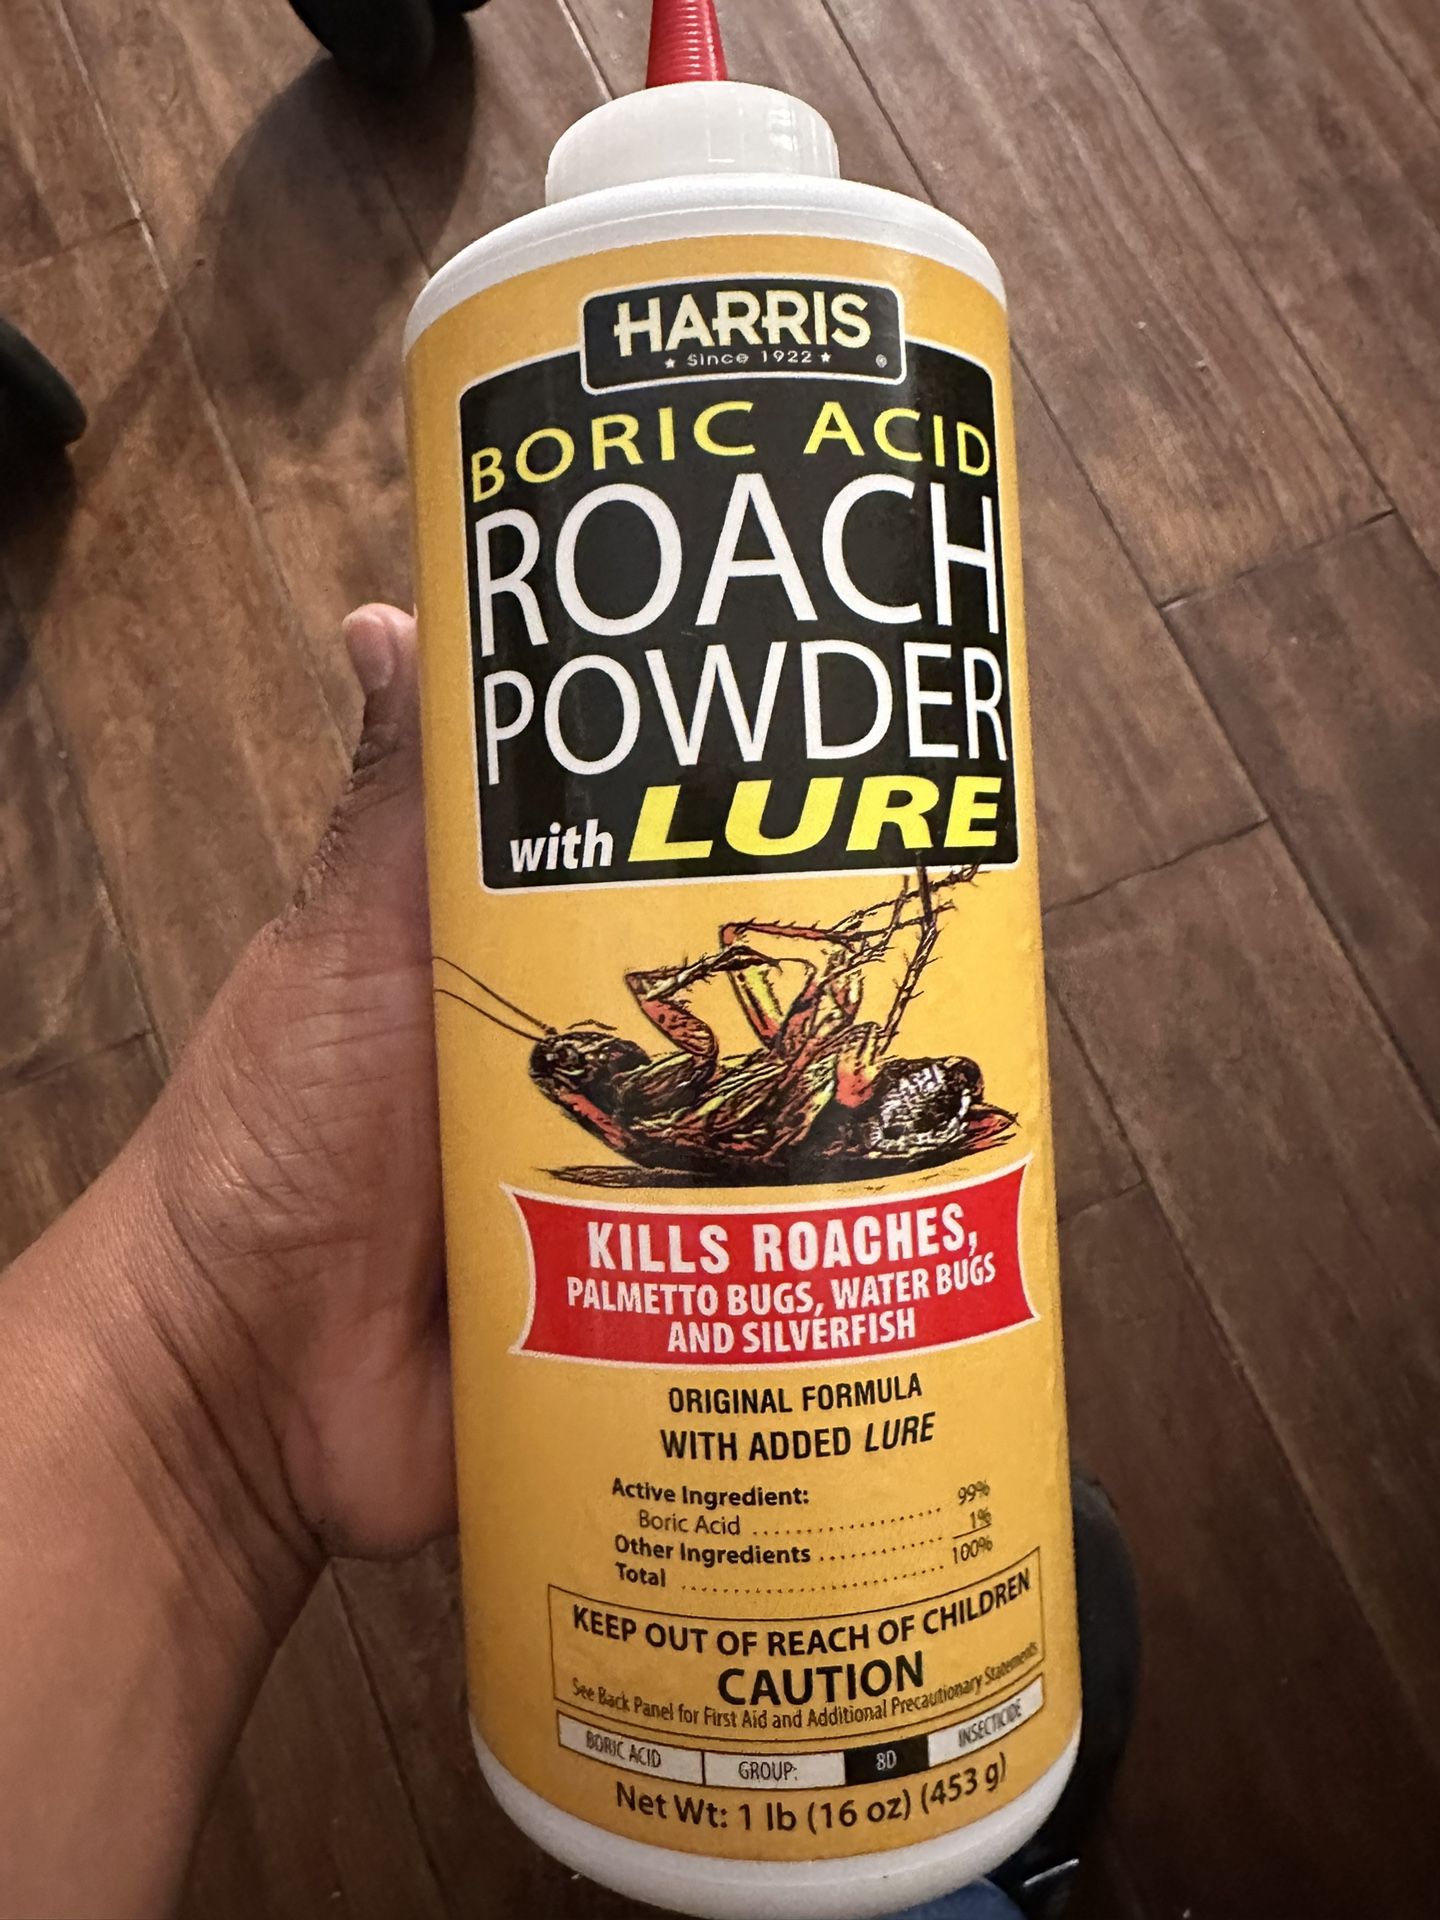 HARRIS
★ Since 1922 ★ ®
BORIC ACID
ROACH
POWDER
with LURE
KILLS ROACHES,
PALMETTO BUGS, WATER BUGS
AND SILVERFISH
ORIGINAL FORMULA
WITH ADDED LURE
Active Ingredient:
Boric Acid .......................... 99%
Other Ingredients ................ 1%
Total .................................... 100%
KEEP OUT OF REACH OF CHILDREN
CAUTION
See Back Panel for First Aid and Additional Precautionary Statements
BORIC ACID GROUP: 8D INSECTICIDE
Net Wt: 1 lb (16 oz) (453 g)